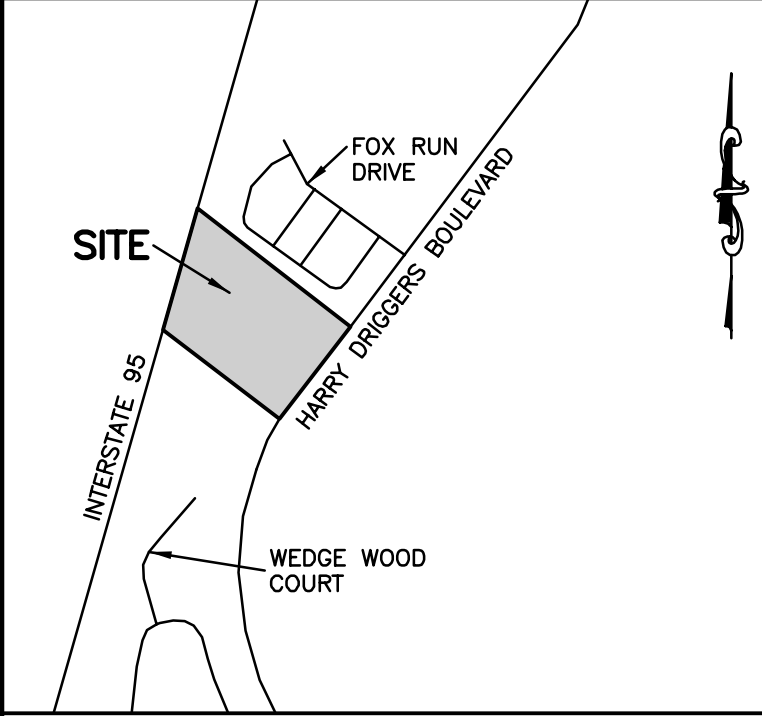 FOX RUN
DRIVE
SITE
HARRY DRIGGERS BOULEVARD
INTERSTATE 95
WEDGE WOOD
COURT